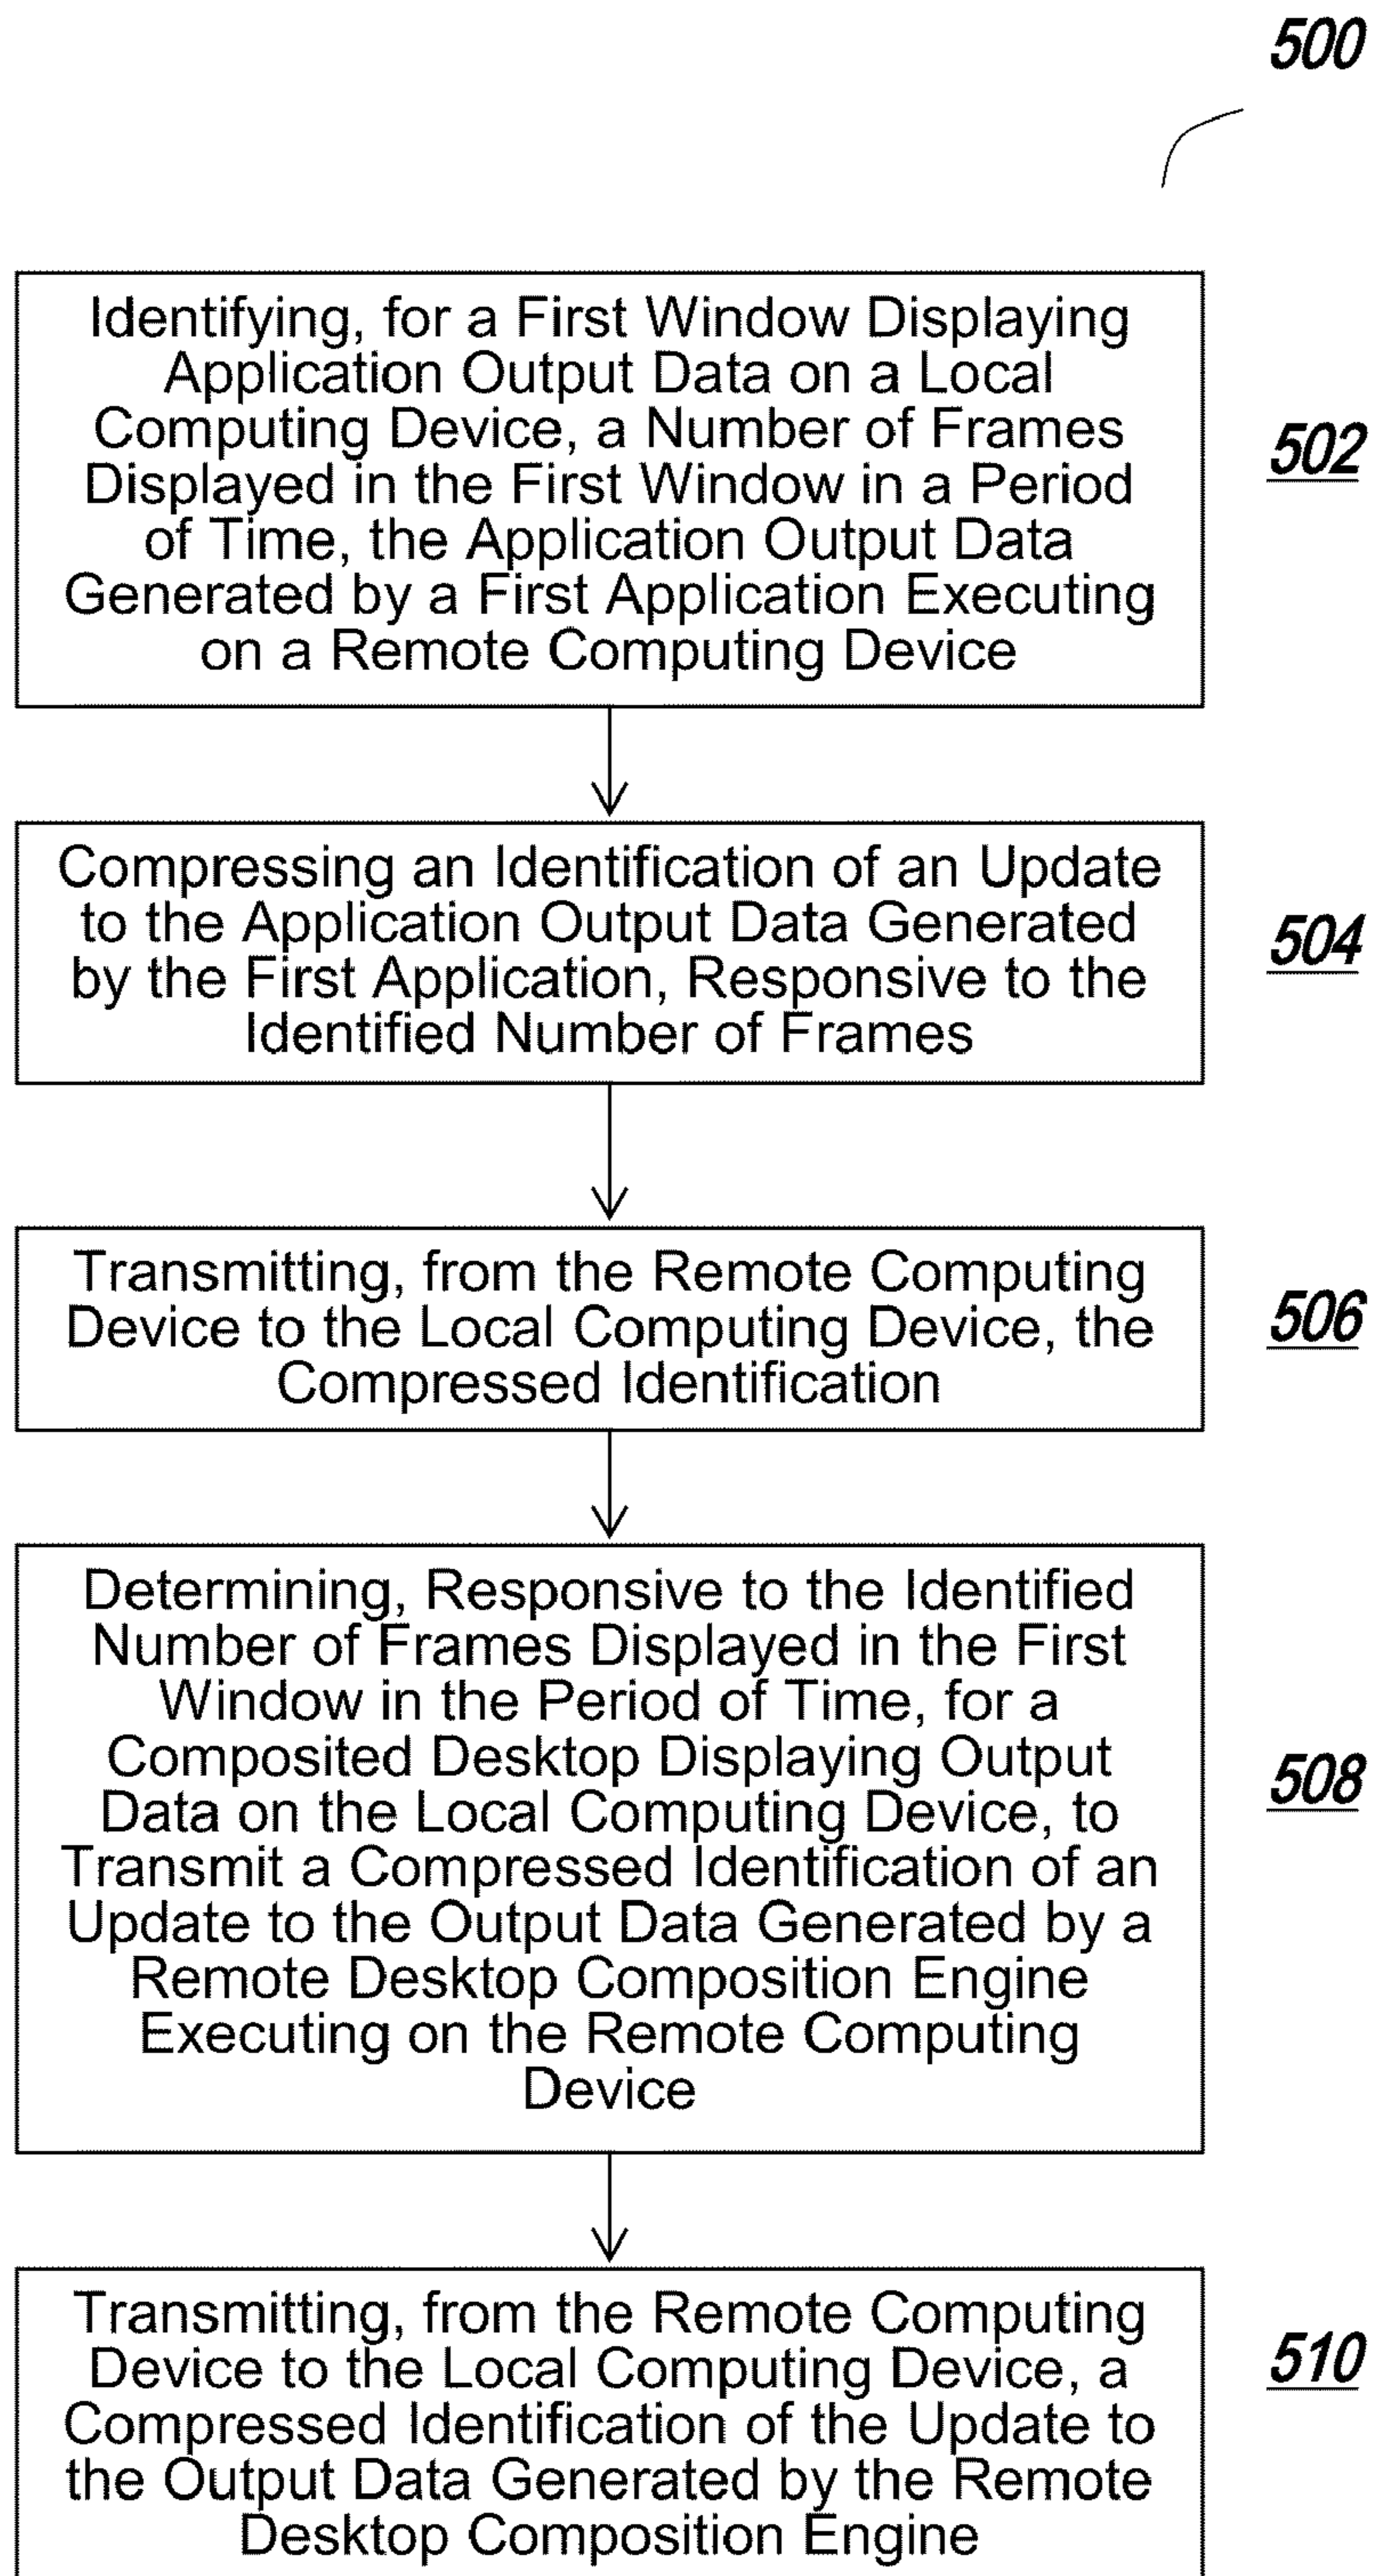 500
Identifying, for a First Window Displaying
Application Output Data on a Local
Computing Device, a Number of Frames
Displayed in the First Window in a Period
of Time, the Application Output Data
Generated by a First Application Executing
on a Remote Computing Device
502
Compressing an Identification of an Update
to the Application Output Data Generated
by the First Application, Responsive to the
Identified Number of Frames
504
Transmitting, from the Remote Computing
Device to the Local Computing Device, the
Compressed Identification
506
Determining, Responsive to the Identified
Number of Frames Displayed in the First
Window in the Period of Time, for a
Composited Desktop Displaying Output
Data on the Local Computing Device, to
Transmit a Compressed Identification of an
Update to the Output Data Generated by a
Remote Desktop Composition Engine
Executing on the Remote Computing
Device
508
Transmitting, from the Remote Computing
Device to the Local Computing Device, a
Compressed Identification of the Update to
the Output Data Generated by the Remote
Desktop Composition Engine
510